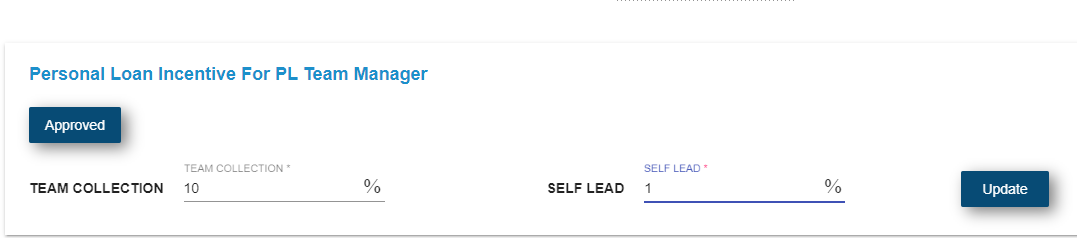 Personal Loan Incentive For PL Team Manager
Approved
TEAM COLLECTION *
SELF LEAD *
TEAM COLLECTION 10 % SELF LEAD 1 % Update